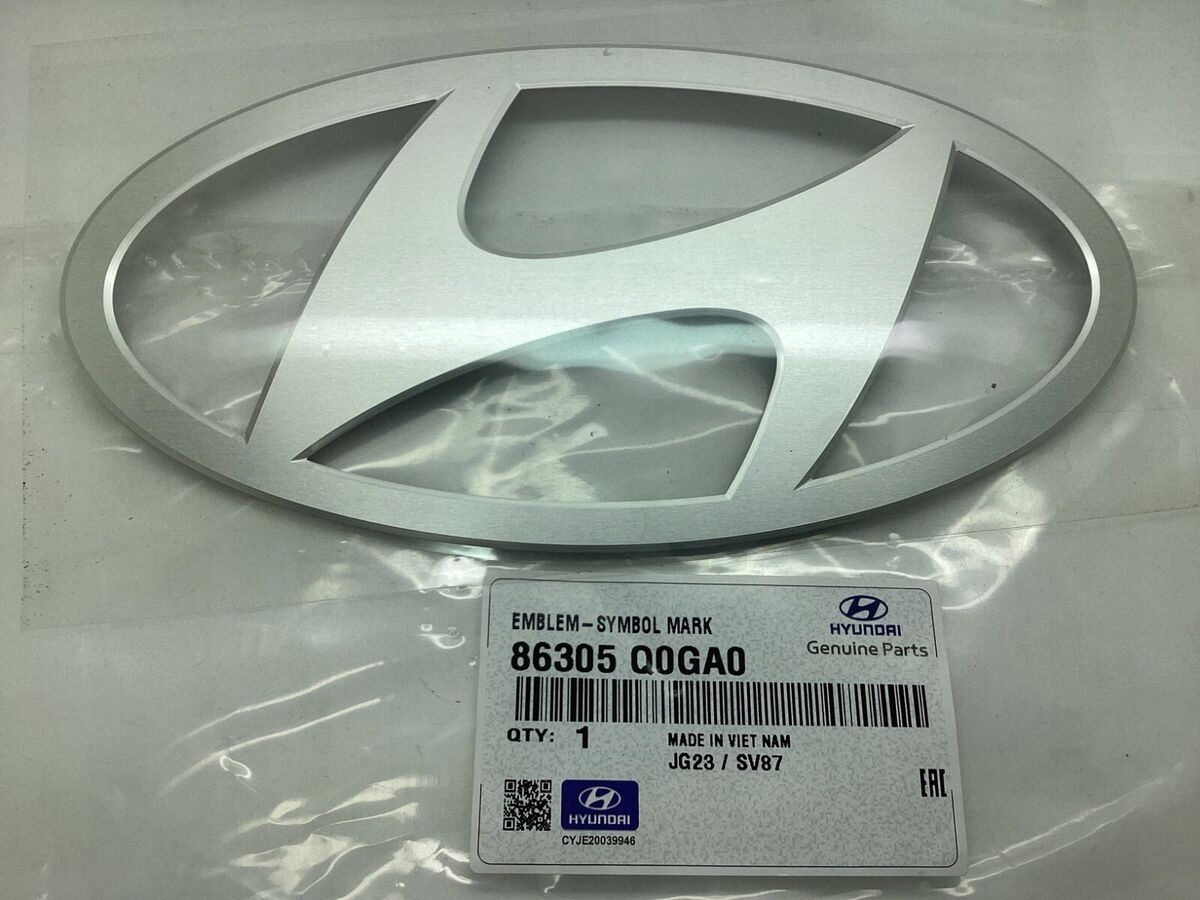 EMBLEM-SYMBOL MARK
HYUNDAI
Genuine Parts
86305 Q0GA0
QTY: 1
MADE IN VIET NAM
JG23 / SV87
EAC
HYUNDAI
CYJE20039946